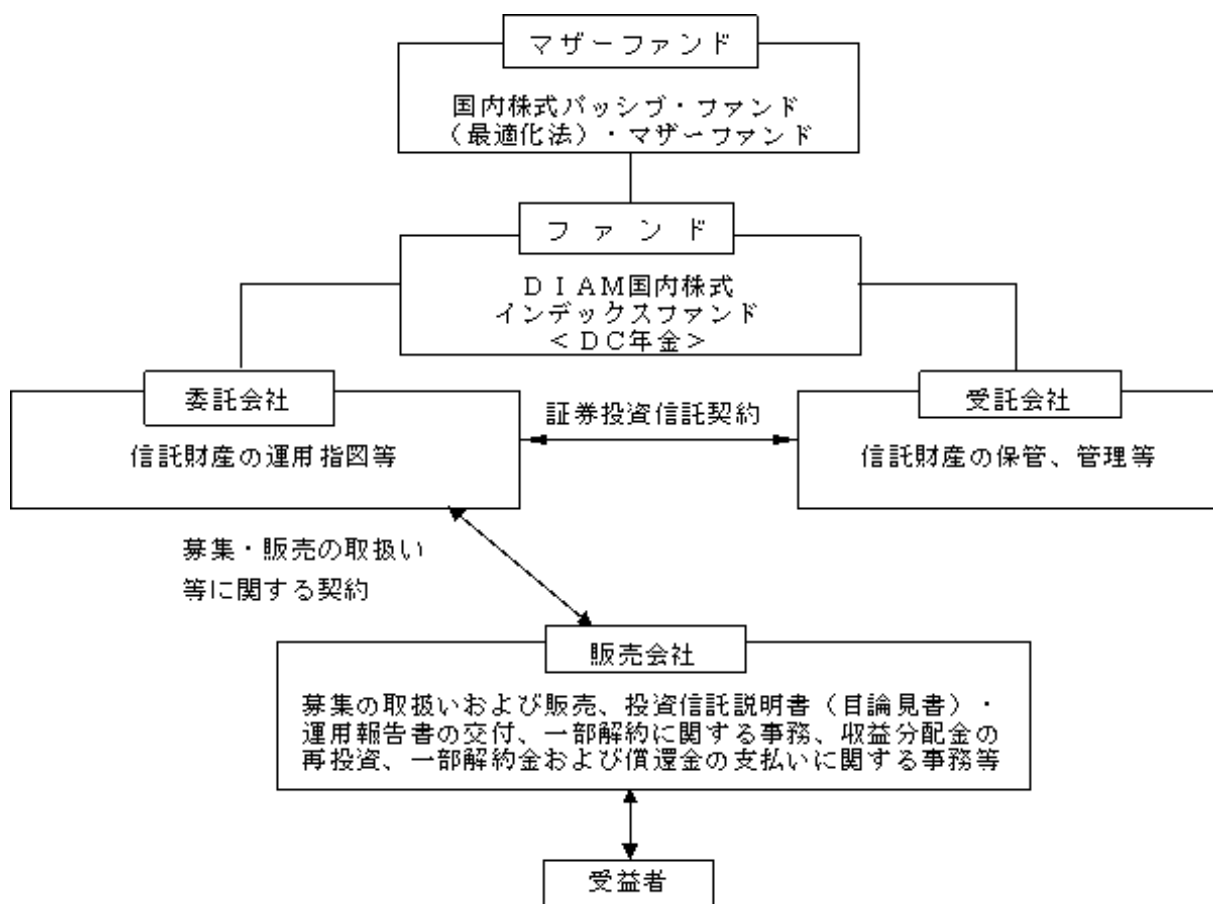 マザーファンド
国内株式パッシブ・ファンド
（最適化法）・マザーファンド
ファンド
ＤＩＡＭ国内株式
インデックスファンド
＜ＤＣ年金＞
委託会社
信託財産の運用指図等
証券投資信託契約
受託会社
信託財産の保管、管理等
募集・販売の取扱い
等に関する契約
販売会社
募集の取扱いおよび販売、投資信託説明書（目論見書）・
運用報告書の交付、一部解約に関する事務、収益分配金の
再投資、一部解約金および償還金の支払いに関する事務等
受益者